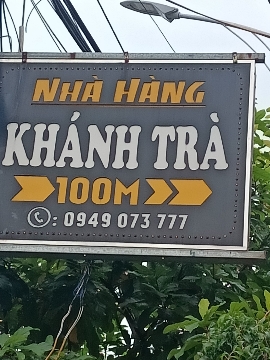 NHÀ HÀNG
KHÁNH TRÀ
100M
: 0949 073 777